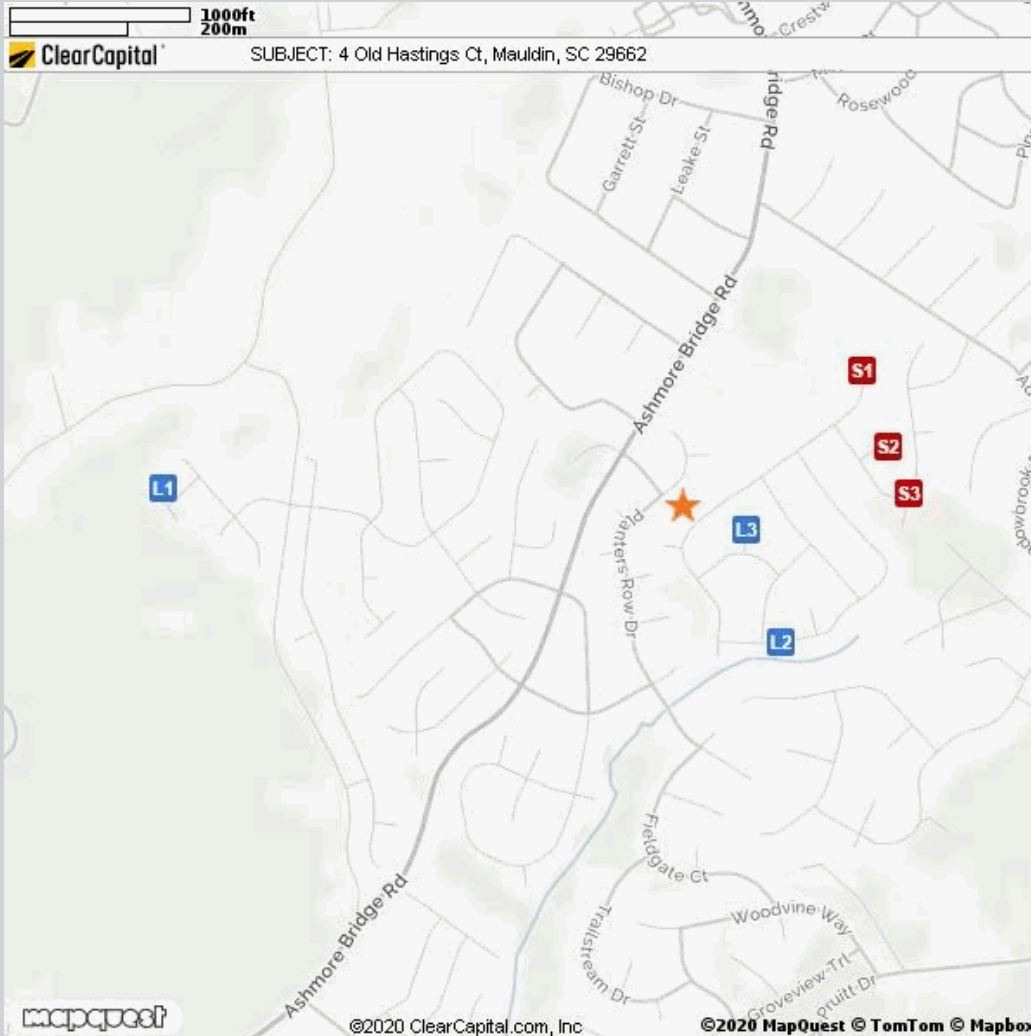 1000ft
200m
ClearCapital
SUBJECT: 4 Old Hastings Ct, Mauldin, SC 29662
Crestw
Bishop Dr
ridge Rd
Rosewood
Garrett St
Leake St
Ashmore Bridge Rd
S1
S2
L1
S3
L3
Planters Row Dr
L2
Fieldgate Ct
Ashmore Bridge Rd
Woodvine Way
Trailstream Dr
Groveview Trl
Pruitt Dr
mapquest
©2020 ClearCapital.com, Inc
©2020 MapQuest © TomTom © Mapbox